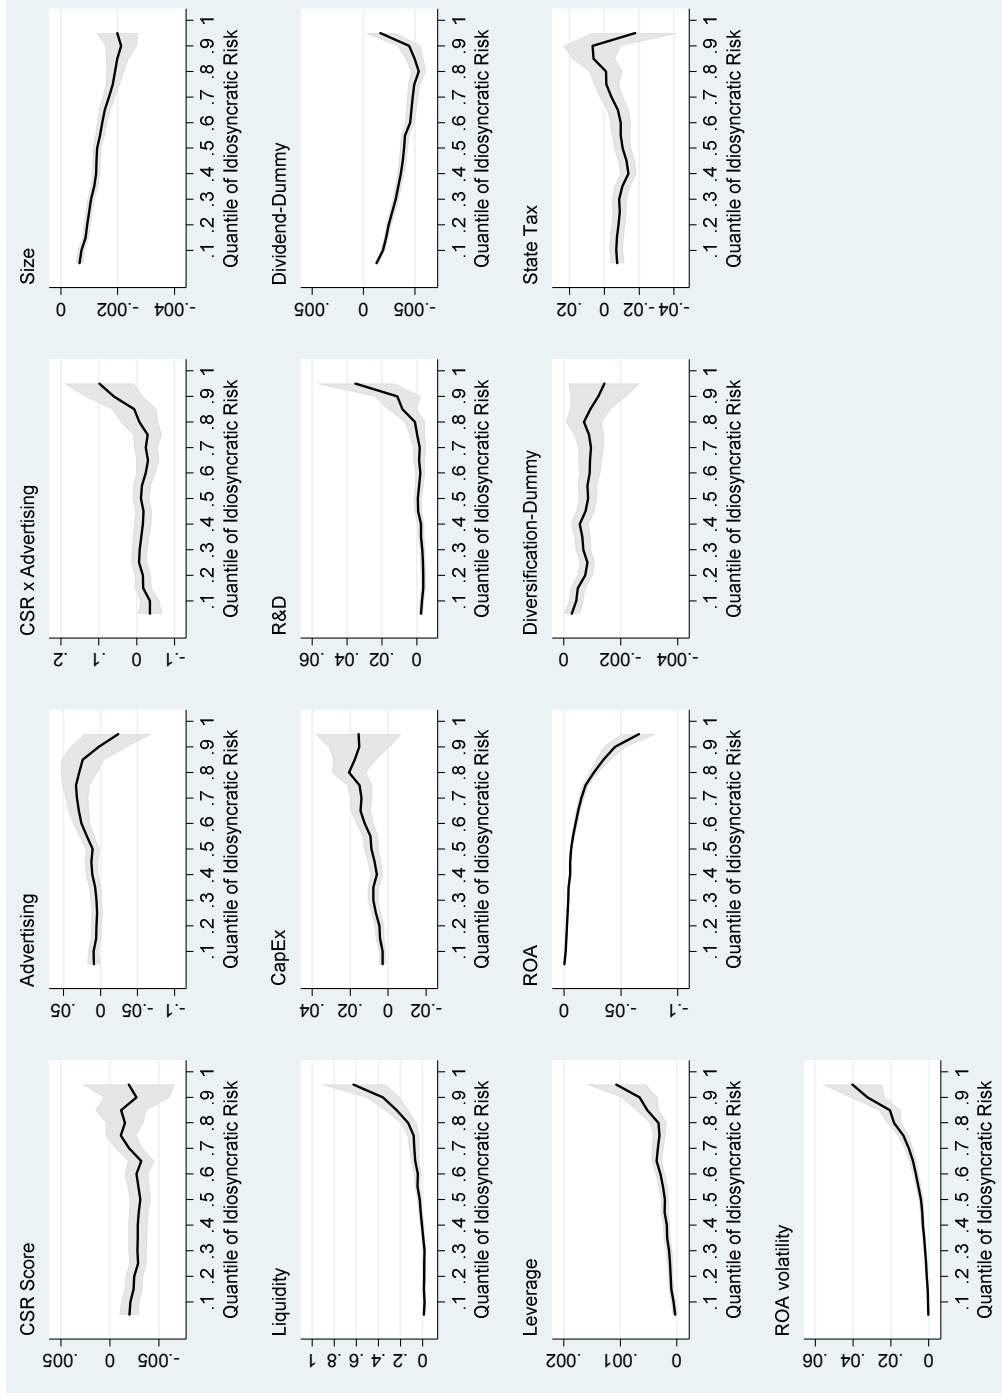 CSR Score
.005
0
-.005
.1 .2 .3 .4 .5 .6 .7 .8 .9 1
Quantile of Idiosyncratic Risk
Advertising
.05
0
-.05
-.1
.1 .2 .3 .4 .5 .6 .7 .8 .9 1
Quantile of Idiosyncratic Risk
CSR x Advertising
.2
.1
0
-.1
.1 .2 .3 .4 .5 .6 .7 .8 .9 1
Quantile of Idiosyncratic Risk
Size
0
-.002
-.004
.1 .2 .3 .4 .5 .6 .7 .8 .9 1
Quantile of Idiosyncratic Risk
Liquidity
1
.8
.6
.4
.2
0
.1 .2 .3 .4 .5 .6 .7 .8 .9 1
Quantile of Idiosyncratic Risk
CapEx
.04
.02
0
-.02
.1 .2 .3 .4 .5 .6 .7 .8 .9 1
Quantile of Idiosyncratic Risk
R&D
.06
.04
.02
0
.1 .2 .3 .4 .5 .6 .7 .8 .9 1
Quantile of Idiosyncratic Risk
Dividend-Dummy
.005
0
-.005
.1 .2 .3 .4 .5 .6 .7 .8 .9 1
Quantile of Idiosyncratic Risk
Leverage
.002
.001
0
.1 .2 .3 .4 .5 .6 .7 .8 .9 1
Quantile of Idiosyncratic Risk
ROA
0
-.05
-.1
.1 .2 .3 .4 .5 .6 .7 .8 .9 1
Quantile of Idiosyncratic Risk
Diversification-Dummy
0
-.002
-.004
.1 .2 .3 .4 .5 .6 .7 .8 .9 1
Quantile of Idiosyncratic Risk
State Tax
.02
0
-.02
-.04
.1 .2 .3 .4 .5 .6 .7 .8 .9 1
Quantile of Idiosyncratic Risk
ROA volatility
.06
.04
.02
0
.1 .2 .3 .4 .5 .6 .7 .8 .9 1
Quantile of Idiosyncratic Risk